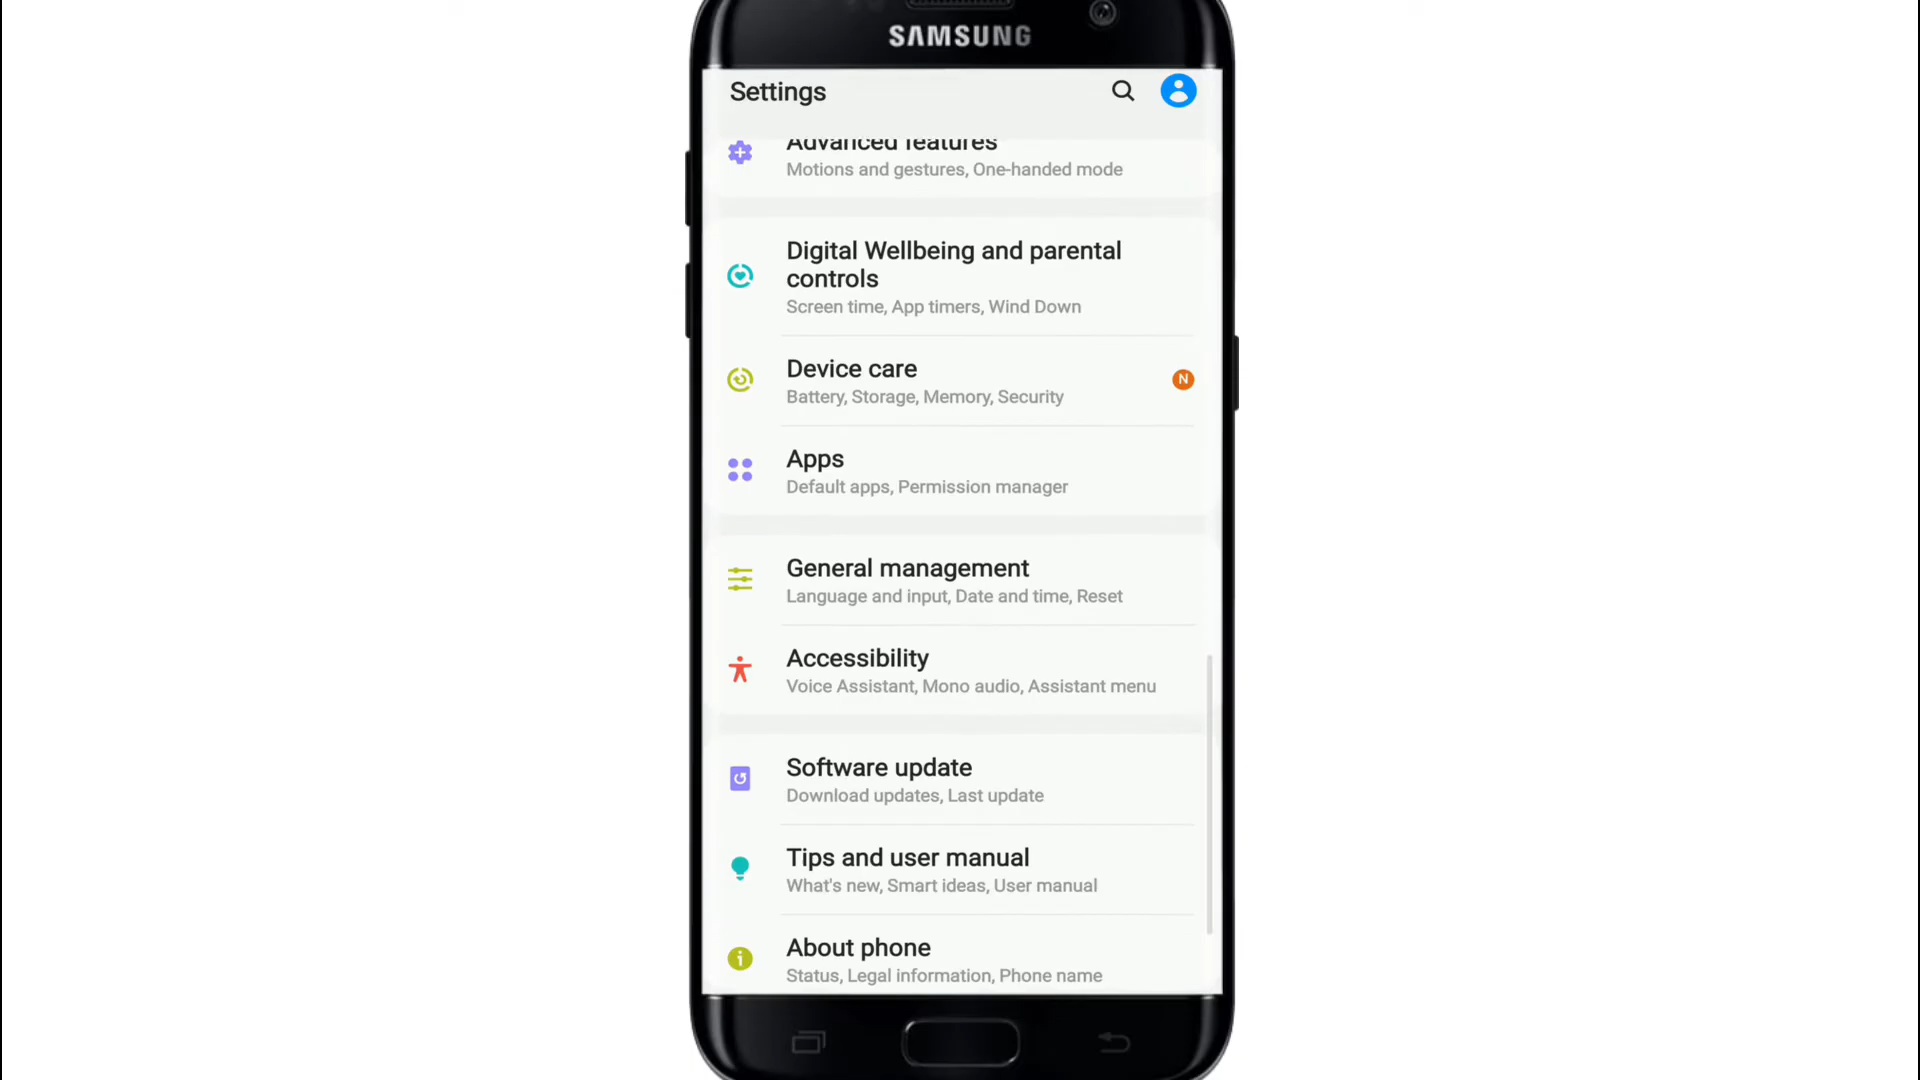 SAMSUNG
Settings
Advanced features
Motions and gestures, One-handed mode
Digital Wellbeing and parental
controls
Screen time, App timers, Wind Down
Device care
N
Battery, Storage, Memory, Security
Apps
Default apps, Permission manager
General management
Language and input, Date and time, Reset
Accessibility
Voice Assistant, Mono audio, Assistant menu
Software update
Download updates, Last update
Tips and user manual
What's new, Smart ideas, User manual
About phone
Status, Legal information, Phone name